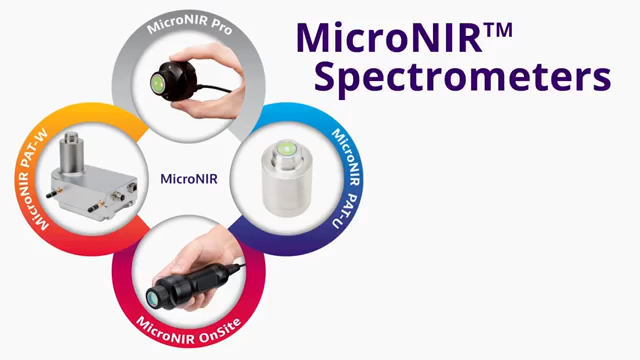 MicroNIR™
Spectrometers
MicroNIR Pro
MicroNIR PAT-W
MicroNIR
MicroNIR PAT-U
MicroNIR OnSite